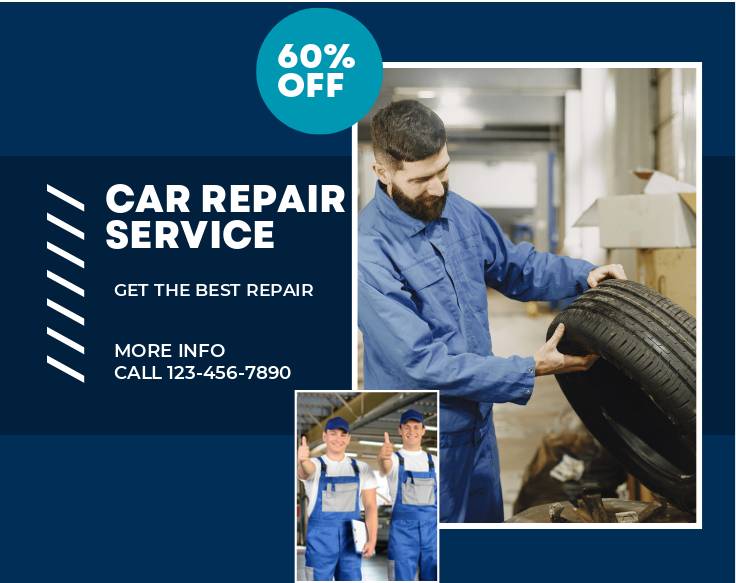 60%
OFF
CAR REPAIR
SERVICE
GET THE BEST REPAIR
MORE INFO
CALL 123-456-7890